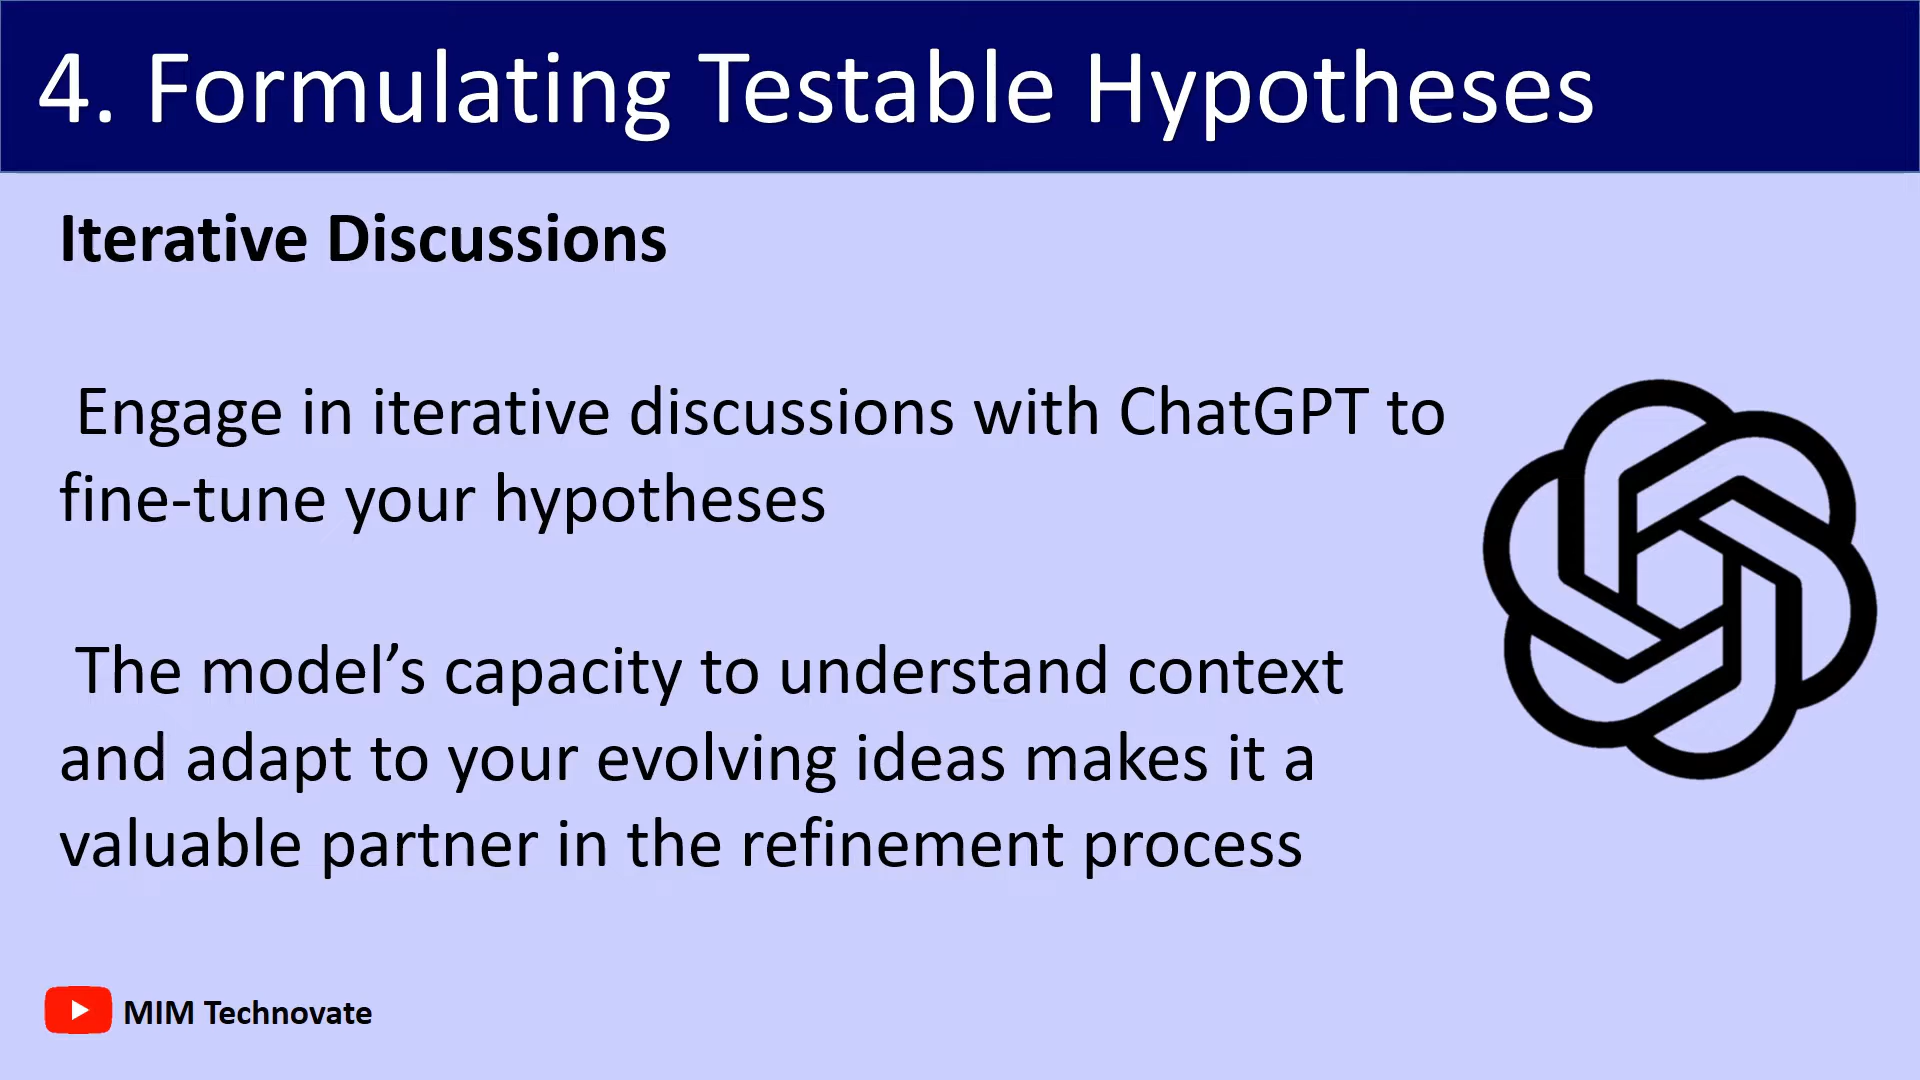 4. Formulating Testable Hypotheses
Iterative Discussions
Engage in iterative discussions with ChatGPT to
fine-tune your hypotheses
The model’s capacity to understand context
and adapt to your evolving ideas makes it a
valuable partner in the refinement process
MIM Technovate